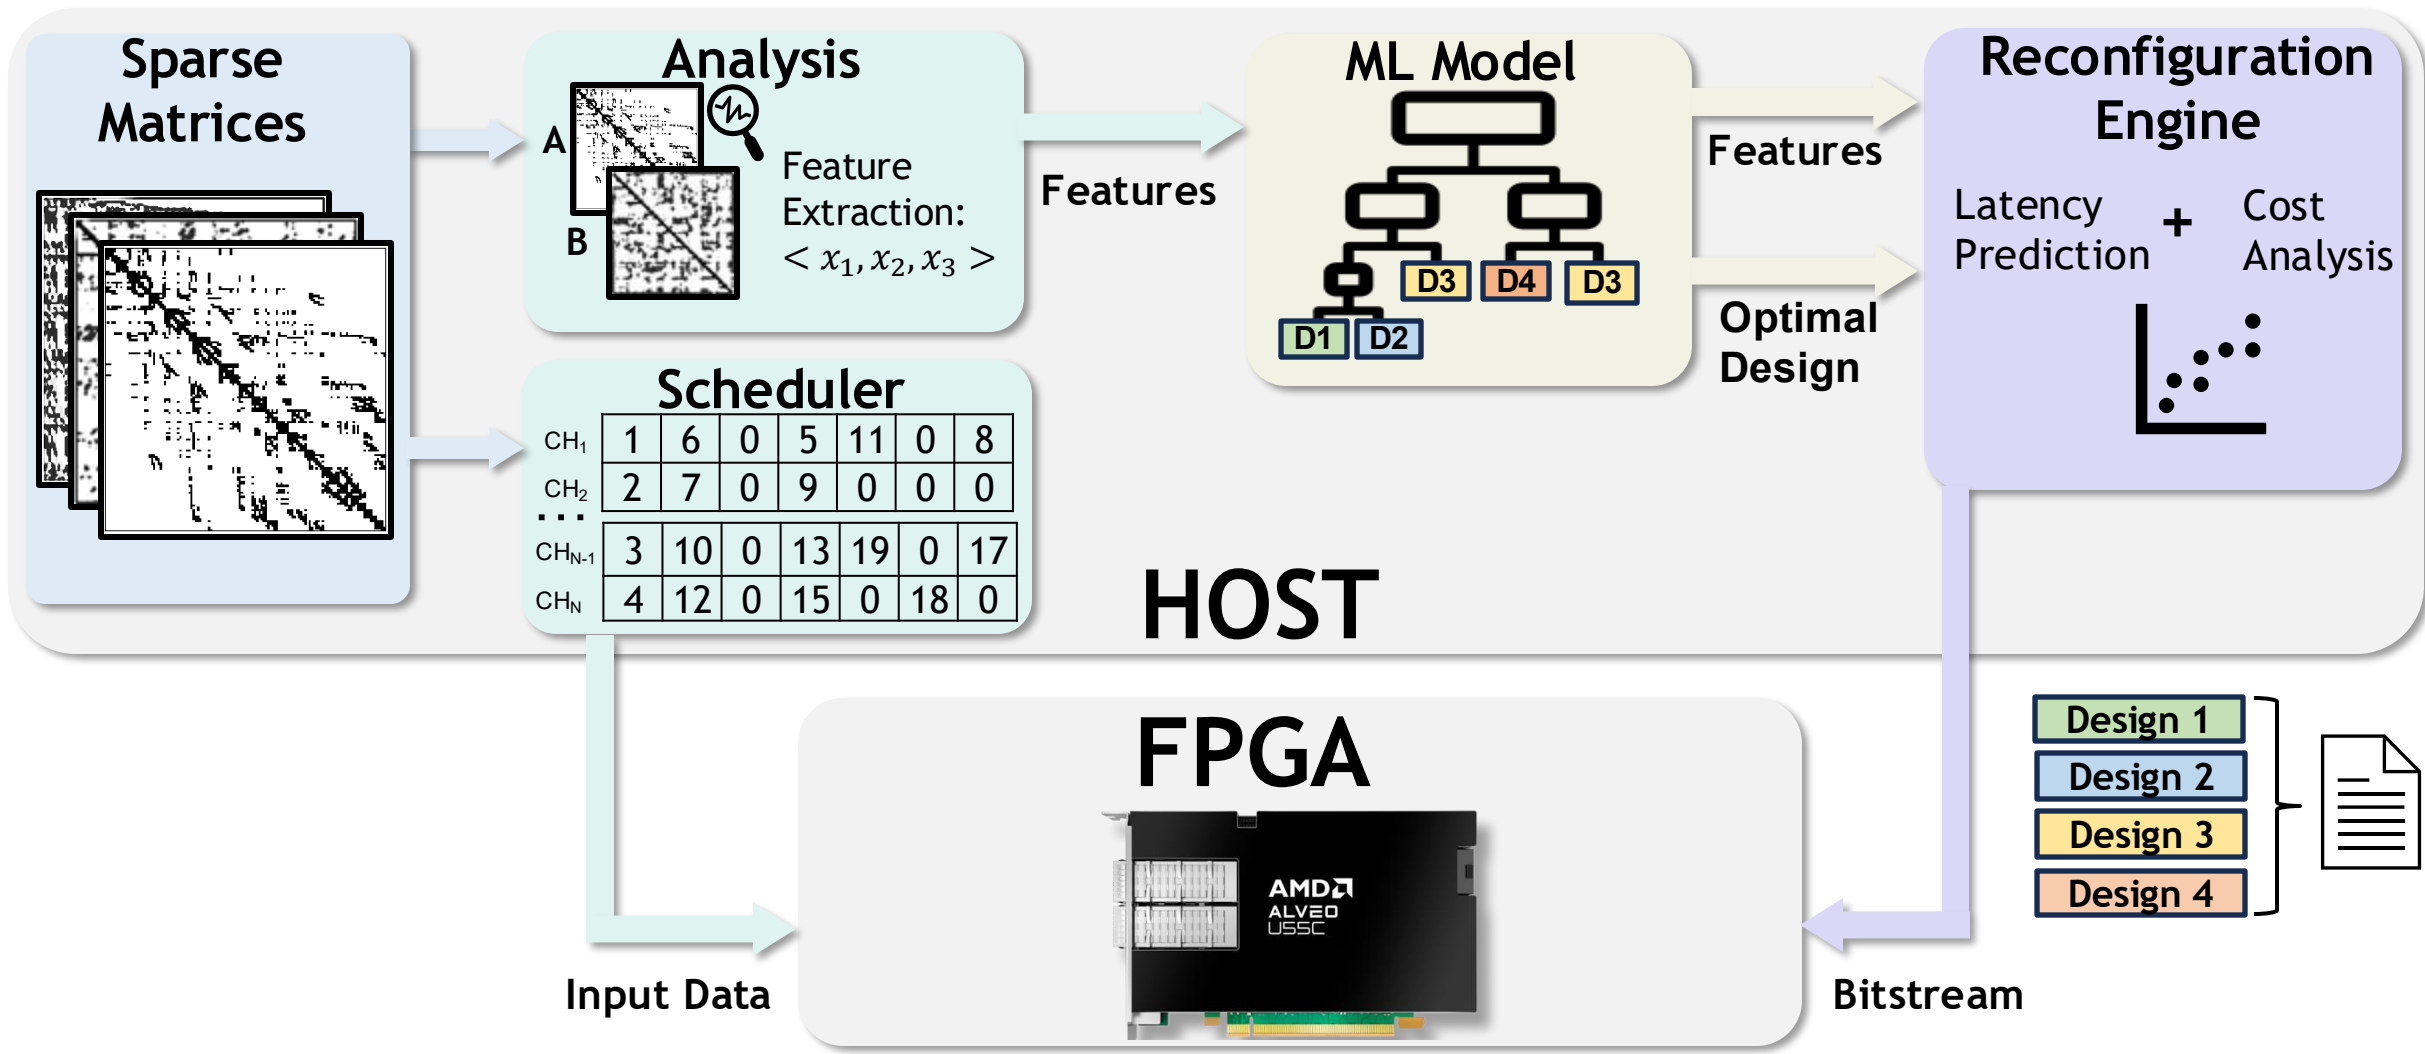 Sparse
Matrices
Analysis
A
B
Feature
Extraction:
< x₁, x₂, x₃ >
Features
ML Model
D3
D4
D3
D1
D2
Features
Optimal
Design
Reconfiguration
Engine
Latency
Prediction
+
Cost
Analysis
Scheduler
CH₁ 1 6 0 5 11 0 8
CH₂ 2 7 0 9 0 0 0
...
CH_N-1 3 10 0 13 19 0 17
CH_N 4 12 0 15 0 18 0
HOST
FPGA
AMD
ALVEO
U55C
Input Data
Bitstream
Design 1
Design 2
Design 3
Design 4